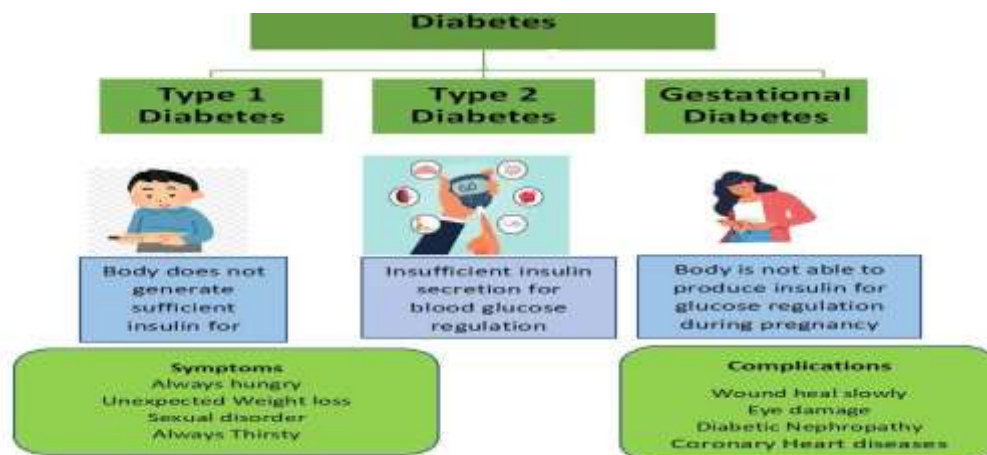 Diabetes
Type 1
Diabetes
Type 2
Diabetes
Gestational
Diabetes
Body does not
generate
sufficient
insulin for
Insufficient insulin
secretion for
blood glucose
regulation
Body is not able to
produce insulin for
glucose regulation
during pregnancy
Symptoms
Always hungry
Unexpected Weight loss
Sexual disorder
Always Thirsty
Complications
Wound heal slowly
Eye damage
Diabetic Nephropathy
Coronary Heart diseases